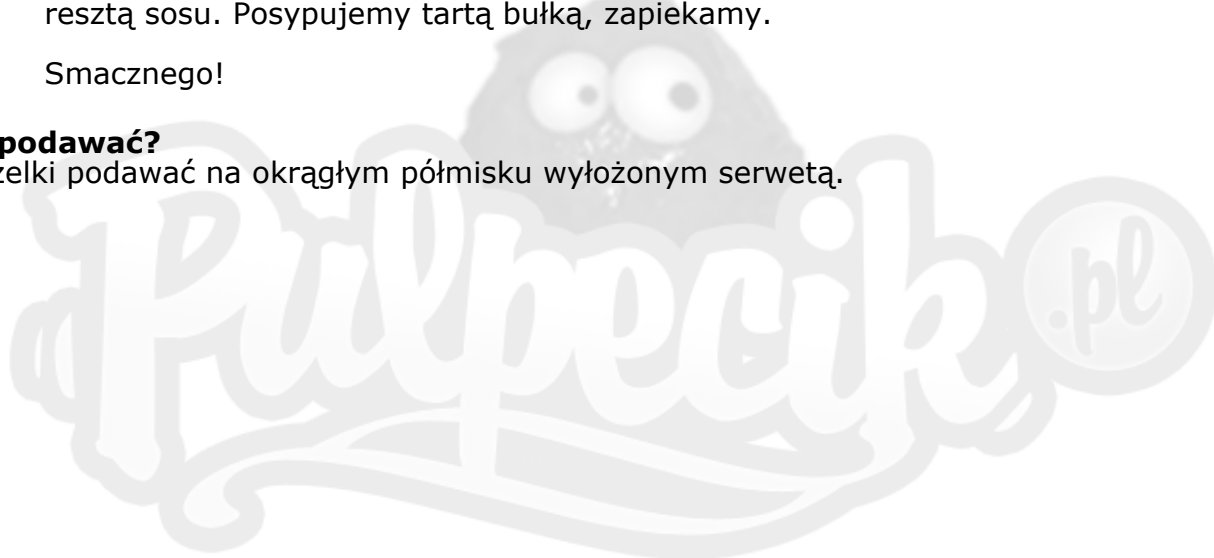 resztą sosu. Posypujemy tartą bułką, zapiekamy.
Smacznego!
podawać?
zelki podawać na okrągłym półmisku wyłożonym serwetą.
Pulpecik .pl